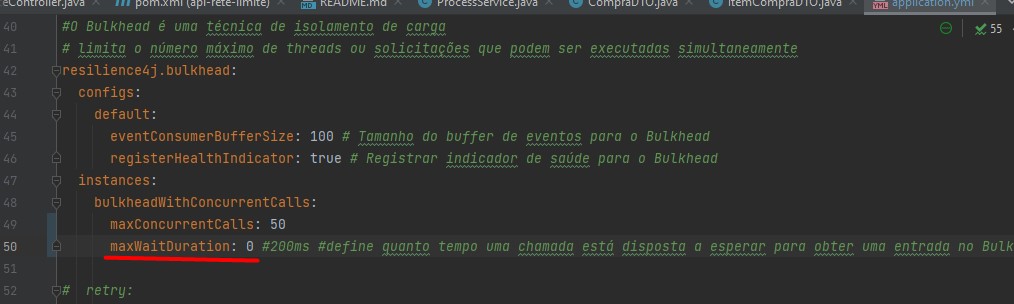 eController.java pom.xml (api-rete-limite) README.md ProcessService.java CompraDTO.java ItemCompraDTO.java application.yml
40 #O Bulkhead é uma técnica de isolamento de carga 55
41 # limita o número máximo de threads ou solicitações que podem ser executadas simultaneamente
42 resilience4j.bulkhead:
43 configs:
44 default:
45 eventConsumerBufferSize: 100 # Tamanho do buffer de eventos para o Bulkhead
46 registerHealthIndicator: true # Registrar indicador de saúde para o Bulkhead
47 instances:
48 bulkheadWithConcurrentCalls:
49 maxConcurrentCalls: 50
50 maxWaitDuration: 0 #200ms #define quanto tempo uma chamada está disposta a esperar para obter uma entrada no Bulk
51
52 # retry: